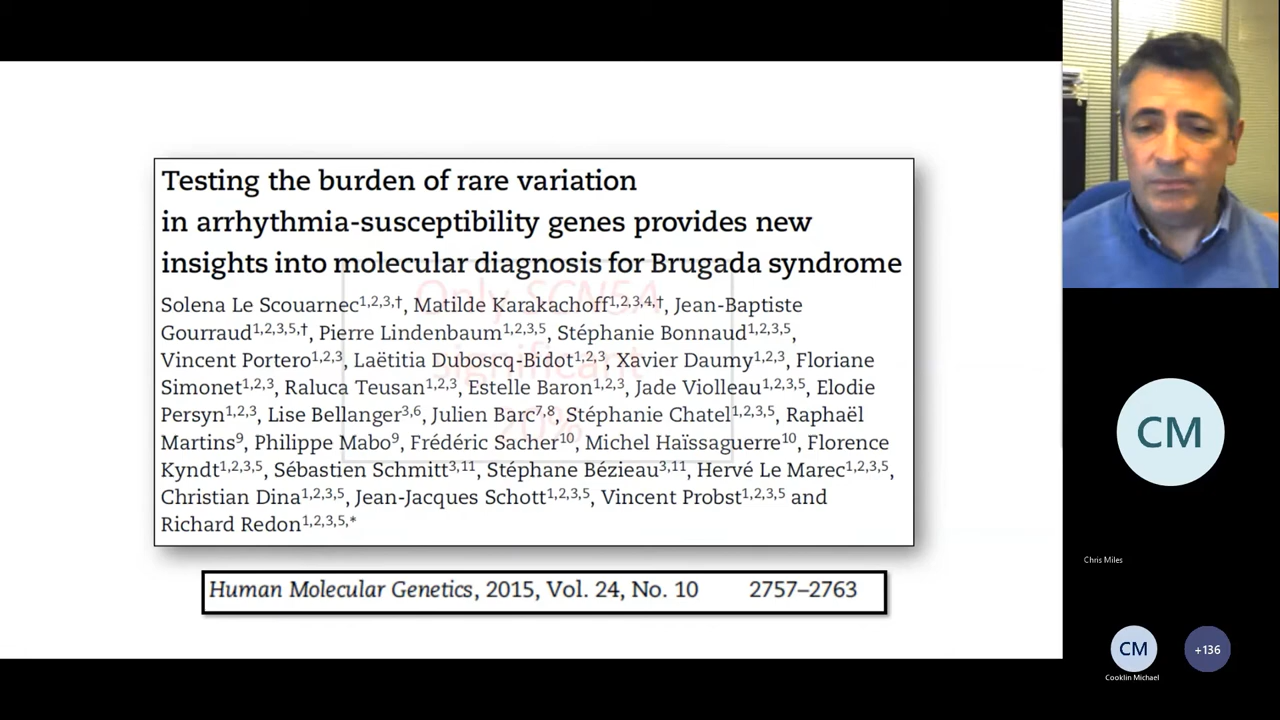 Testing the burden of rare variation
in arrhythmia-susceptibility genes provides new
insights into molecular diagnosis for Brugada syndrome
Solena Le Scouarnec1,2,3,†, Matilde Karakachoff1,2,3,4,†, Jean-Baptiste
Gourraud1,2,3,5,†, Pierre Lindenbaum1,2,3,5, Stéphanie Bonnaud1,2,3,5,
Vincent Portero1,2,3, Laëtitia Duboscq-Bidot1,2,3, Xavier Daumy1,2,3, Floriane
Simonet1,2,3, Raluca Teusan1,2,3, Estelle Baron1,2,3, Jade Violleau1,2,3,5, Elodie
Persyn1,2,3, Lise Bellanger3,6, Julien Barc7,8, Stéphanie Chatel1,2,3,5, Raphaël
Martins9, Philippe Mabo9, Frédéric Sacher10, Michel Haïssaguerre10, Florence
Kyndt1,2,3,5, Sébastien Schmitt3,11, Stéphane Bézieau3,11, Hervé Le Marec1,2,3,5,
Christian Dina1,2,3,5, Jean-Jacques Schott1,2,3,5, Vincent Probst1,2,3,5 and
Richard Redon1,2,3,5,*
Only SCN5A
significant
20%
Human Molecular Genetics, 2015, Vol. 24, No. 10 2757–2763
CM
Chris Miles
CM
+136
Cooklin Michael